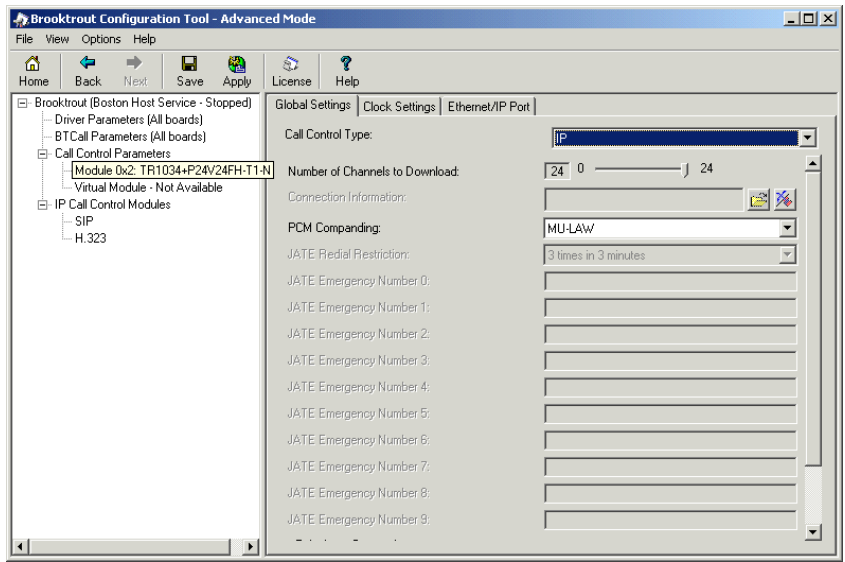 Brooktrout Configuration Tool - Advanced Mode
File View Options Help
Home Back Next Save Apply License Help
Brooktrout (Boston Host Service - Stopped)
Driver Parameters (All boards)
BTCall Parameters (All boards)
Call Control Parameters
Module 0x2: TR1034+P24V24FH-T1-N
Virtual Module - Not Available
IP Call Control Modules
SIP
H.323
Global Settings Clock Settings Ethernet/IP Port
Call Control Type: IP
Number of Channels to Download: 24 0 24
Connection Information:
PCM Companding: MU-LAW
JATE Redial Restriction: 3 times in 3 minutes
JATE Emergency Number 0:
JATE Emergency Number 1:
JATE Emergency Number 2:
JATE Emergency Number 3:
JATE Emergency Number 4:
JATE Emergency Number 5:
JATE Emergency Number 6:
JATE Emergency Number 7:
JATE Emergency Number 8:
JATE Emergency Number 9: